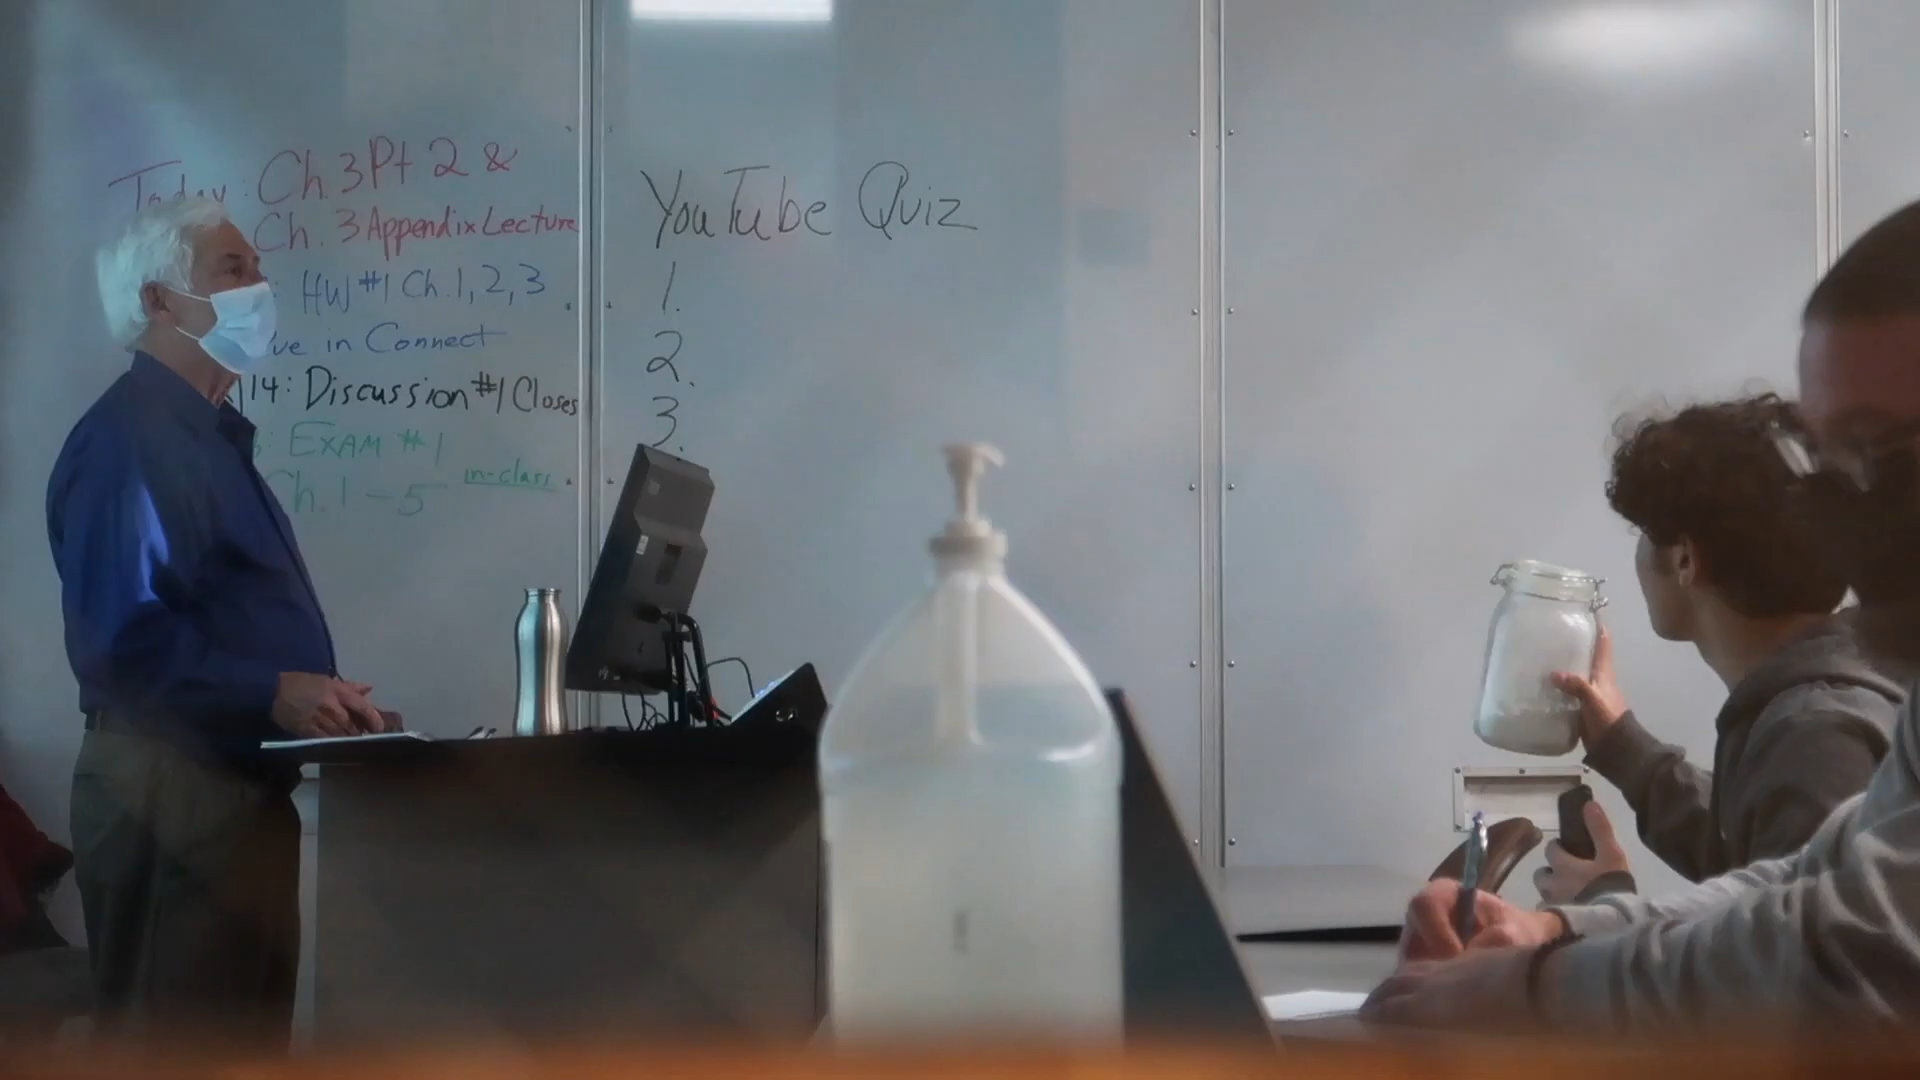 Today: Ch. 3 Pt 2 &
Ch. 3 Appendix Lecture
: HW #1 Ch. 1, 2, 3
in Connect
14: Discussion #1 Closes
: EXAM #1
Ch. 1 - 5 in-class
YouTube Quiz
1.
2.
3.